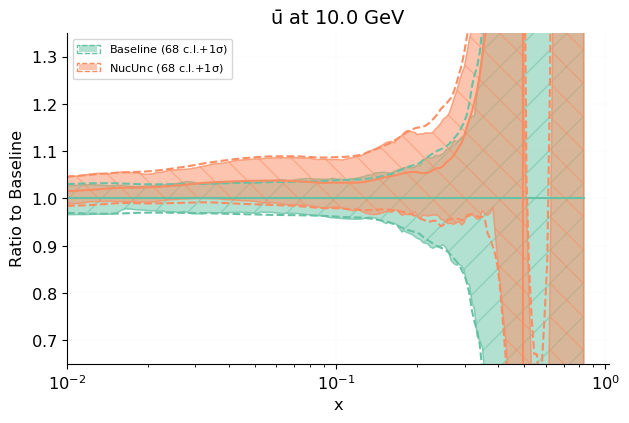 ū at 10.0 GeV
Baseline (68 c.l.+1σ)
NucUnc (68 c.l.+1σ)
Ratio to Baseline
1.3
1.2
1.1
1.0
0.9
0.8
0.7
10⁻² 10⁻¹ 10⁰
x